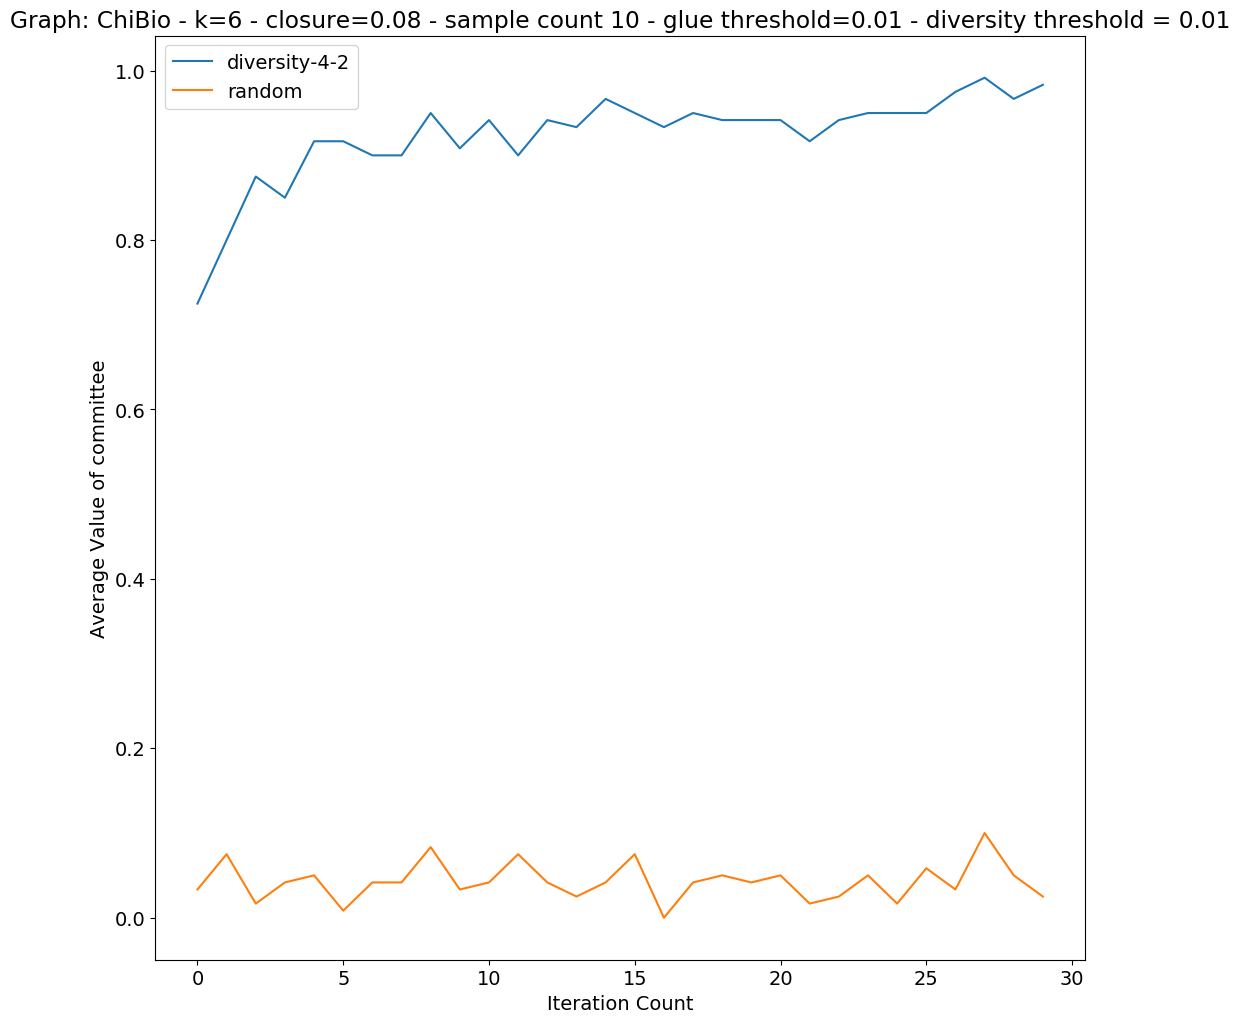 Graph: ChiBio - k=6 - closure=0.08 - sample count 10 - glue threshold=0.01 - diversity threshold = 0.01
diversity-4-2
random
1.0
0.8
0.6
0.4
0.2
0.0
Average Value of committee
0 5 10 15 20 25 30
Iteration Count